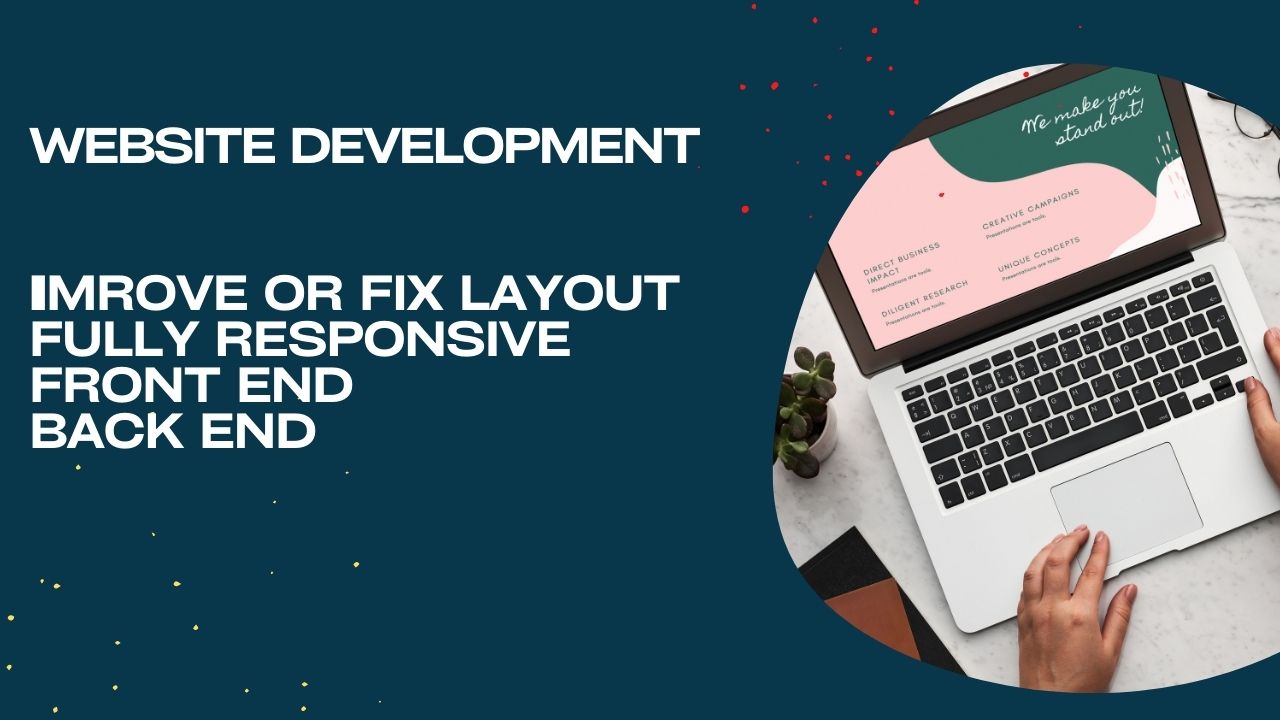 WEBSITE DEVELOPMENT
IMROVE OR FIX LAYOUT
FULLY RESPONSIVE
FRONT END
BACK END
We make you
stand out!
CREATIVE CAMPAIGNS
Presentations are tools.
DIRECT BUSINESS
IMPACT
Presentations are tools.
UNIQUE CONCEPTS
Presentations are tools.
DILIGENT RESEARCH
Presentations are tools.